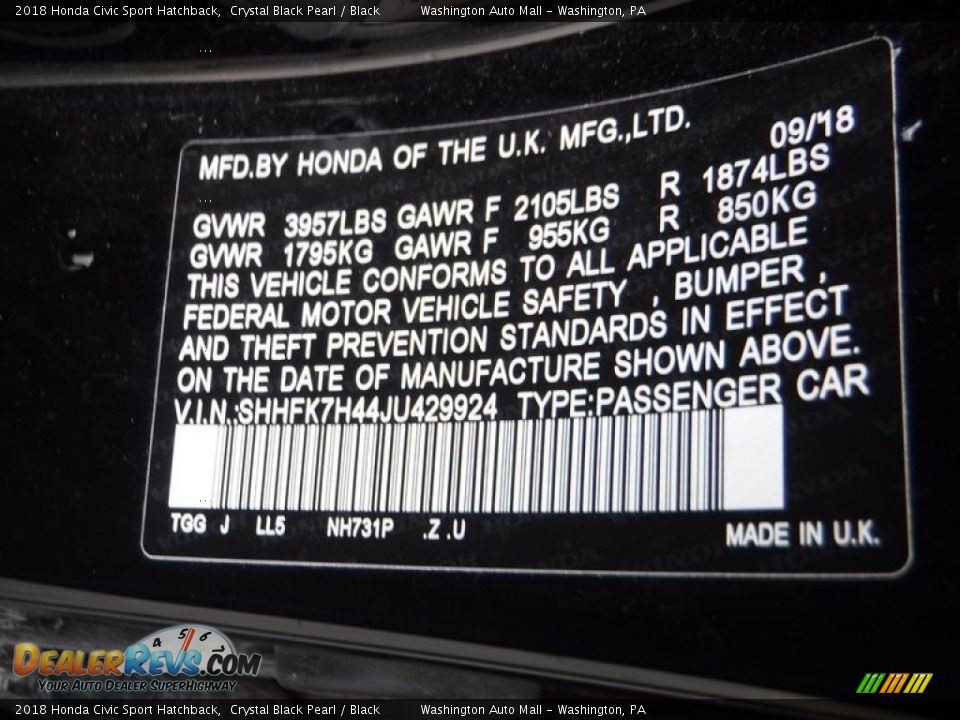 2018 Honda Civic Sport Hatchback, Crystal Black Pearl / Black Washington Auto Mall - Washington, PA
MFD.BY HONDA OF THE U.K. MFG.,LTD. 09/18
GVWR 3957LBS GAWR F 2105LBS R 1874LBS
GVWR 1795KG GAWR F 955KG R 850KG
THIS VEHICLE CONFORMS TO ALL APPLICABLE
FEDERAL MOTOR VEHICLE SAFETY , BUMPER ,
AND THEFT PREVENTION STANDARDS IN EFFECT
ON THE DATE OF MANUFACTURE SHOWN ABOVE.
V.I.N.:SHHFK7H44JU429924 TYPE:PASSENGER CAR
TGG J LL5 NH731P .Z .U MADE IN U.K.
4 5 6
DEALERREVS.COM
YOUR AUTO DEALER SUPERHIGHWAY
2018 Honda Civic Sport Hatchback, Crystal Black Pearl / Black Washington Auto Mall - Washington, PA